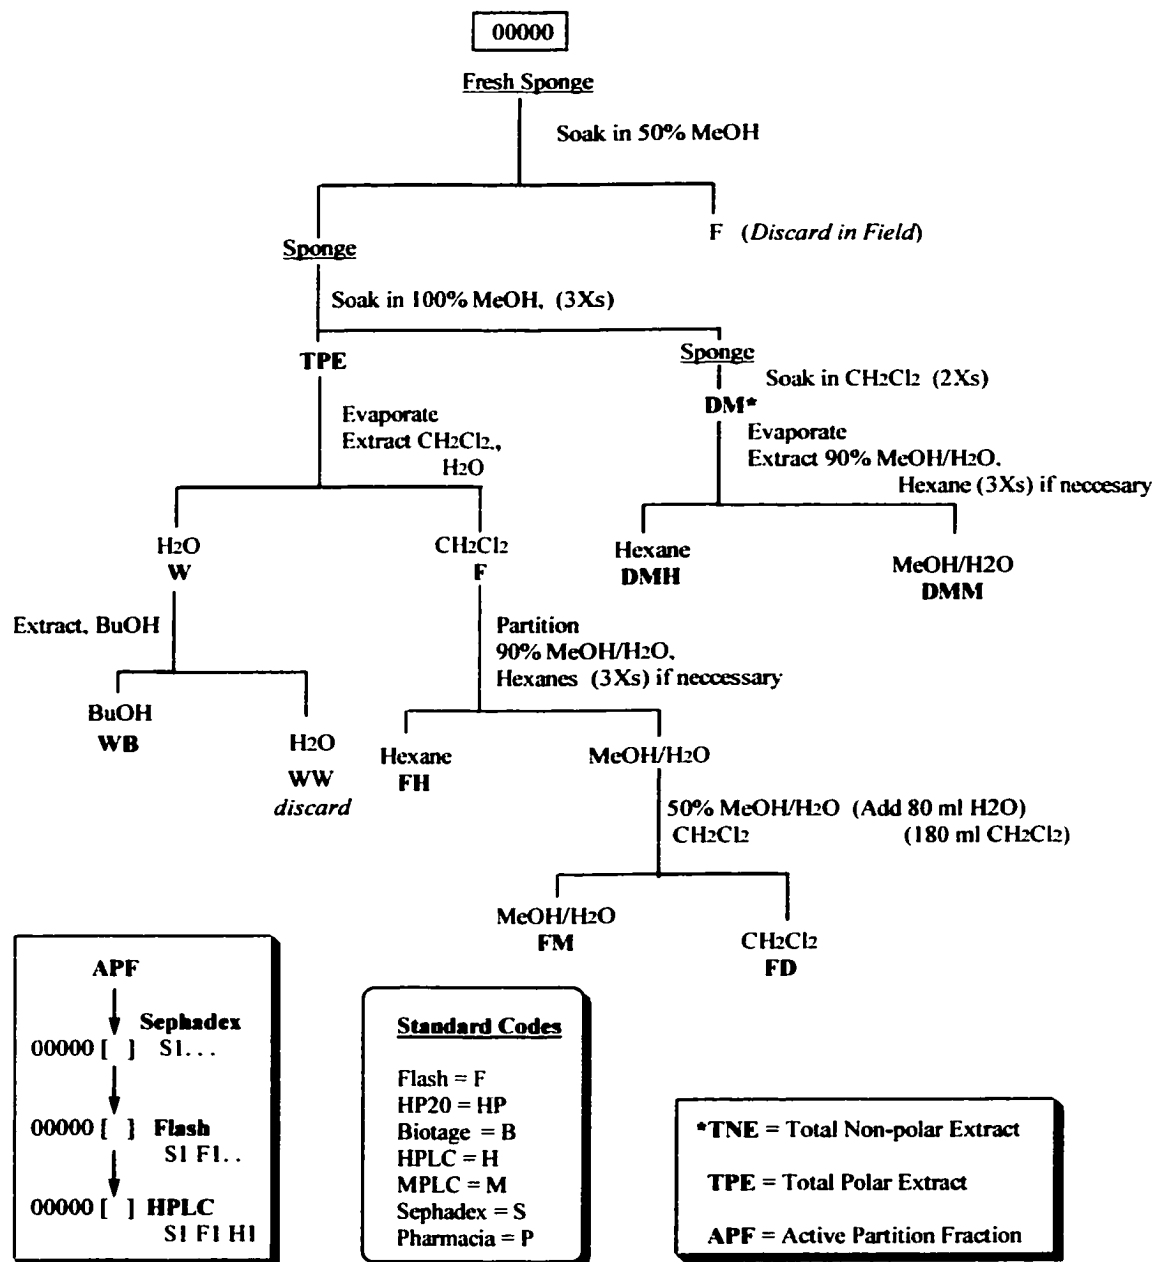 00000
Fresh Sponge
Soak in 50% MeOH
F (Discard in Field)
Sponge
Soak in 100% MeOH, (3Xs)
TPE
Sponge
Soak in CH2Cl2 (2Xs)
DM*
Evaporate
Extract CH2Cl2,,
H2O
Evaporate
Extract 90% MeOH/H2O,
Hexane (3Xs) if neccesary
H2O
W
CH2Cl2
F
Hexane
DMH
MeOH/H2O
DMM
Extract, BuOH
Partition
90% MeOH/H2O,
Hexanes (3Xs) if neccessary
BuOH
WB
H2O
WW
discard
Hexane
FH
MeOH/H2O
50% MeOH/H2O (Add 80 ml H2O)
CH2Cl2 (180 ml CH2Cl2)
MeOH/H2O
FM
CH2Cl2
FD
APF
Sephadex
00000 [ ] S1...
00000 [ ] Flash
S1 F1..
00000 [ ] HPLC
S1 F1 H1
Standard Codes
Flash = F
HP20 = HP
Biotage = B
HPLC = H
MPLC = M
Sephadex = S
Pharmacia = P
*TNE = Total Non-polar Extract
TPE = Total Polar Extract
APF = Active Partition Fraction